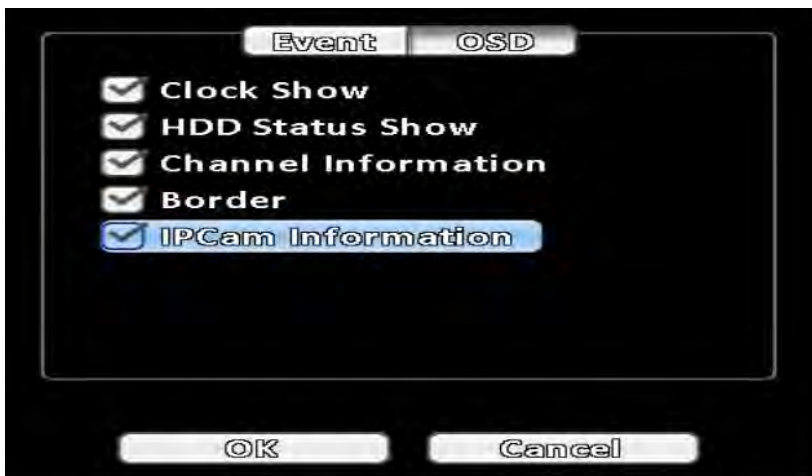 Event OSD
Clock Show
HDD Status Show
Channel Information
Border
IPCam Information
OK Cancel